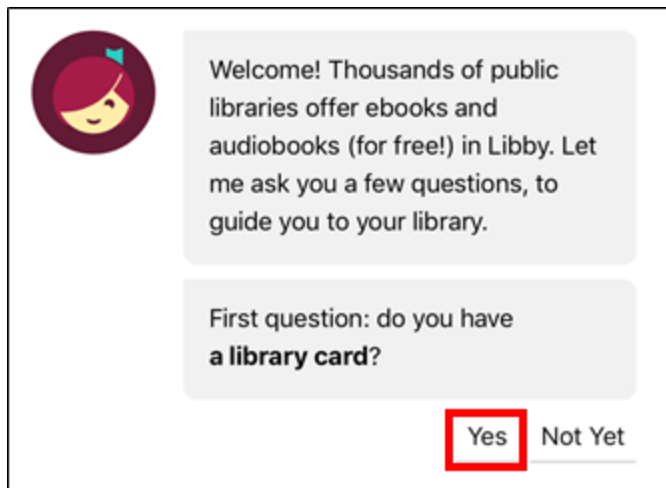 Welcome! Thousands of public
libraries offer ebooks and
audiobooks (for free!) in Libby. Let
me ask you a few questions, to
guide you to your library.
First question: do you have
a library card?
Yes Not Yet